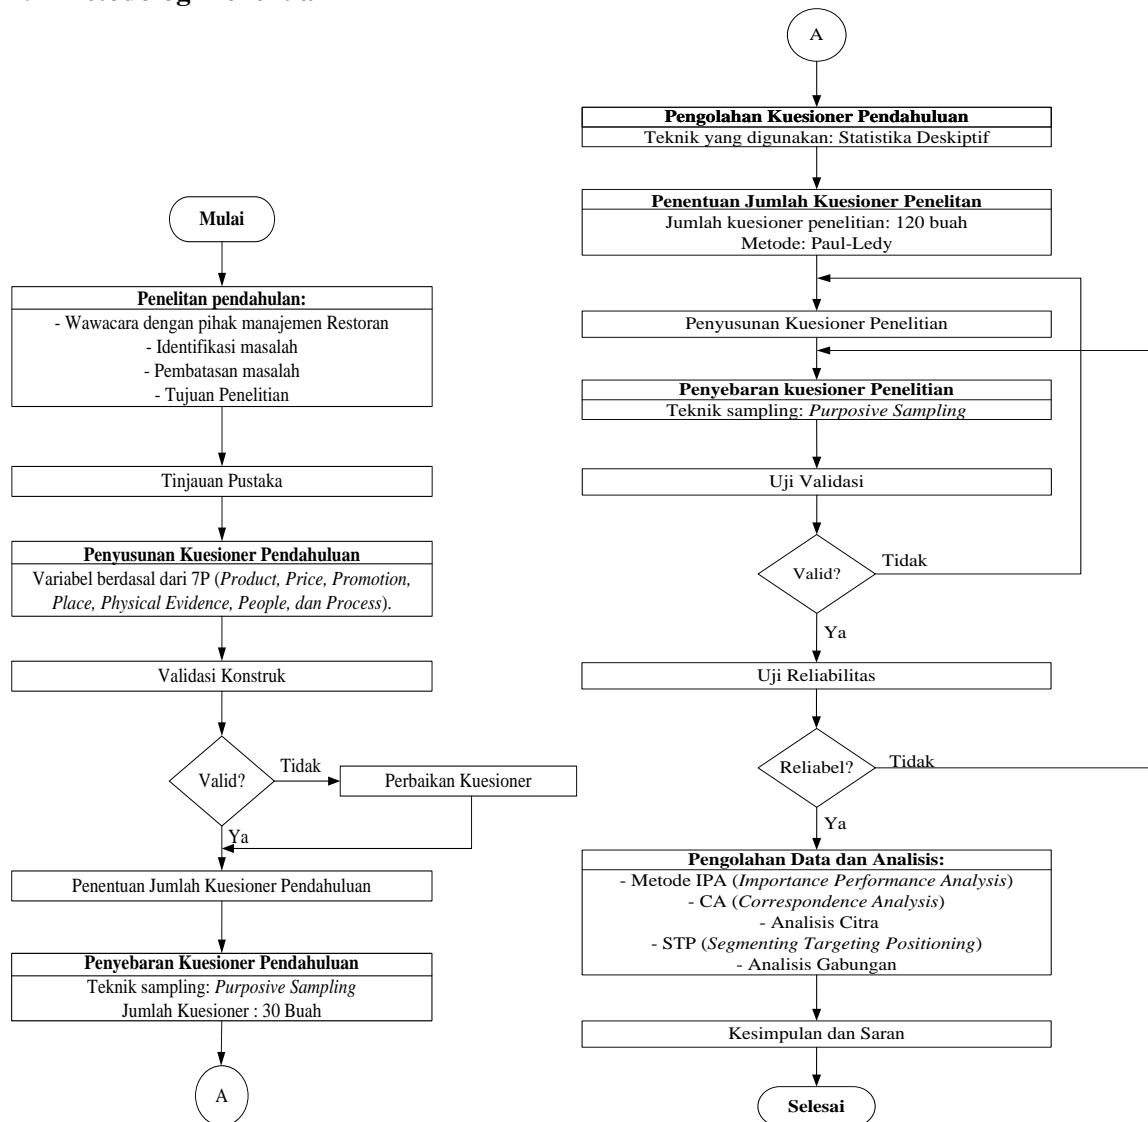 Mulai
Penelitan pendahulan:
- Wawacara dengan pihak manajemen Restoran
- Identifikasi masalah
- Pembatasan masalah
- Tujuan Penelitian
Tinjauan Pustaka
Penyusunan Kuesioner Pendahuluan
Variabel berdasal dari 7P (Product, Price, Promotion,
Place, Physical Evidence, People, dan Process).
Validasi Konstruk
Valid?
Tidak
Perbaikan Kuesioner
Ya
Penentuan Jumlah Kuesioner Pendahuluan
Penyebaran Kuesioner Pendahuluan
Teknik sampling: Purposive Sampling
Jumlah Kuesioner : 30 Buah
A
A
Pengolahan Kuesioner Pendahuluan
Teknik yang digunakan: Statistika Deskiptif
Penentuan Jumlah Kuesioner Penelitan
Jumlah kuesioner penelitian: 120 buah
Metode: Paul-Ledy
Penyusunan Kuesioner Penelitian
Penyebaran kuesioner Penelitian
Teknik sampling: Purposive Sampling
Uji Validasi
Valid?
Tidak
Ya
Uji Reliabilitas
Reliabel?
Tidak
Ya
Pengolahan Data dan Analisis:
- Metode IPA (Importance Performance Analysis)
- CA (Correspondence Analysis)
- Analisis Citra
- STP (Segmenting Targeting Positioning)
- Analisis Gabungan
Kesimpulan dan Saran
Selesai